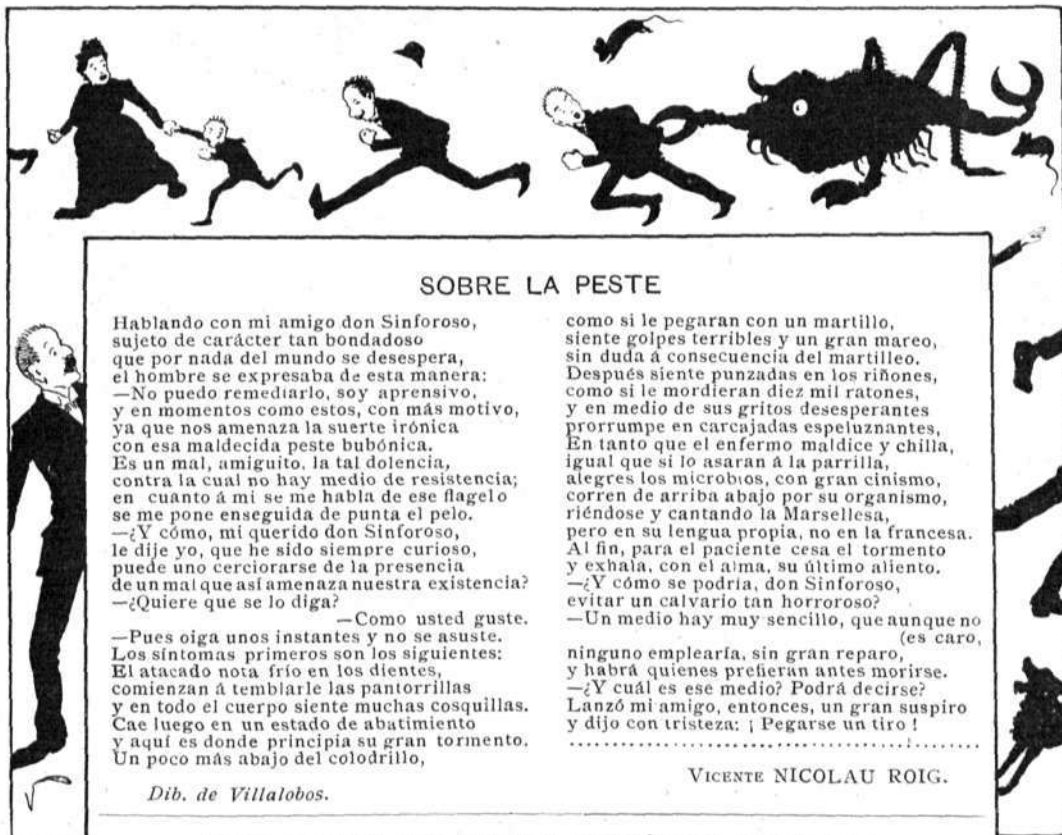 SOBRE LA PESTE
Hablando con mi amigo don Sinforoso,
sujeto de carácter tan bondadoso
que por nada del mundo se desespera,
el hombre se expresaba de esta manera:
—No puedo remediarlo, soy aprensivo,
y en momentos como estos, con más motivo,
ya que nos amenaza la suerte irónica
con esa maldecida peste bubónica.
Es un mal, amiguito, la tal dolencia,
contra la cual no hay medio de resistencia;
en cuanto á mi se me habla de ese flagelo
se me pone enseguida de punta el pelo.
—¿Y cómo, mi querido don Sinforoso,
le dije yo, que he sido siempre curioso,
puede uno cerciorarse de la presencia
de un mal que así amenaza nuestra existencia?
—¿Quiere que se lo diga?
—Como usted guste.
—Pues oiga unos instantes y no se asuste.
Los síntomas primeros son los siguientes:
El atacado nota frío en los dientes,
comienzan á temblarle las pantorrillas
y en todo el cuerpo siente muchas cosquillas.
Cae luego en un estado de abatimiento
y aquí es donde principia su gran tormento.
Un poco más abajo del colodrillo,
como si le pegaran con un martillo,
siente golpes terribles y un gran mareo,
sin duda á consecuencia del martilleo.
Después siente punzadas en los riñones,
como si le mordieran diez mil ratones,
y en medio de sus gritos desesperantes
prorrumpe en carcajadas espeluznantes,
En tanto que el enfermo maldice y chilla,
igual que si lo asaran á la parrilla,
alegres los microbios, con gran cinismo,
corren de arriba abajo por su organismo,
riéndose y cantando la Marsellesa,
pero en su lengua propia, no en la francesa.
Al fin, para el paciente cesa el tormento
y exhala, con el alma, su último aliento.
—¿Y cómo se podría, don Sinforoso,
evitar un calvario tan horroroso?
—Un medio hay muy sencillo, que aunque no
(es caro,
ninguno emplearía, sin gran reparo,
y habrá quienes prefieran antes morirse.
—¿Y cuál es ese medio? Podrá decirse?
Lanzó mi amigo, entonces, un gran suspiro
y dijo con tristeza: ¡ Pegarse un tiro !
VICENTE NICOLAU ROIG.
Dib. de Villalobos.